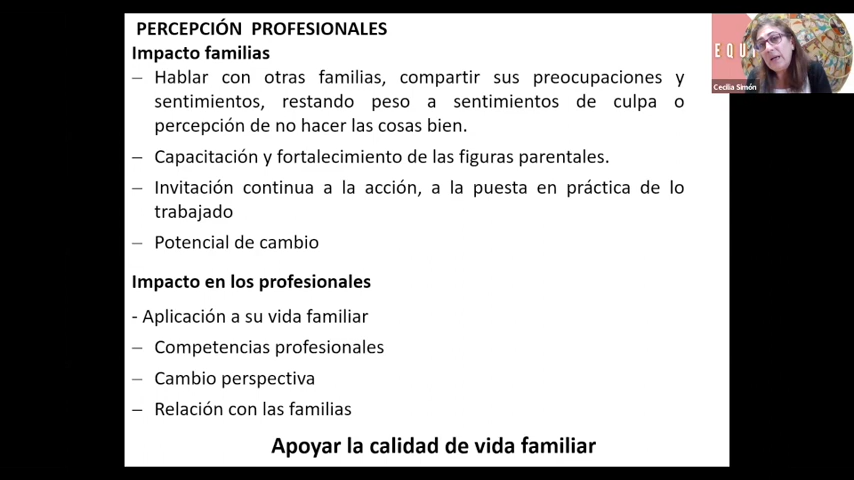 PERCEPCIÓN PROFESIONALES
Impacto familias
– Hablar con otras familias, compartir sus preocupaciones y
sentimientos, restando peso a sentimientos de culpa o
percepción de no hacer las cosas bien.
– Capacitación y fortalecimiento de las figuras parentales.
– Invitación continua a la acción, a la puesta en práctica de lo
trabajado
– Potencial de cambio
Impacto en los profesionales
- Aplicación a su vida familiar
– Competencias profesionales
– Cambio perspectiva
– Relación con las familias
Apoyar la calidad de vida familiar
EQU
Cecilia Simón